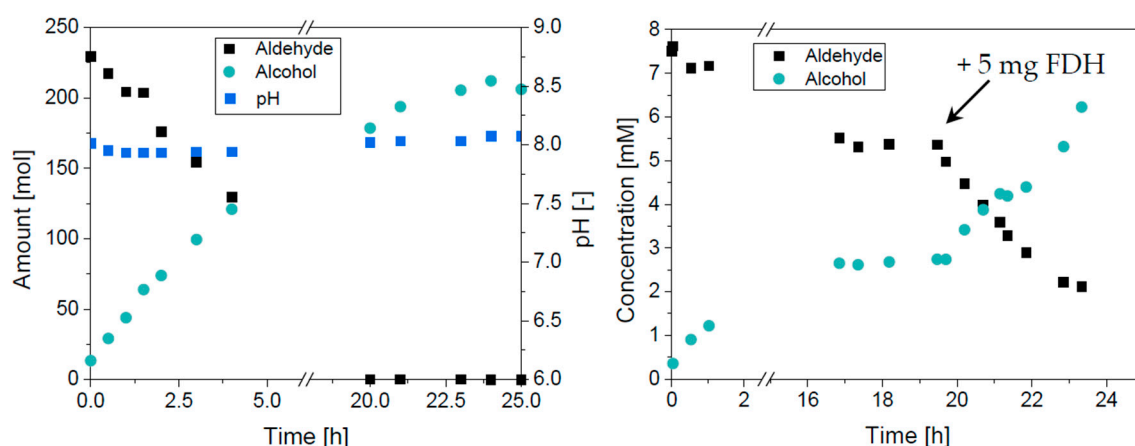 250
200
150
100
50
0
Amount [mol]
Aldehyde
Alcohol
pH
9.0
8.5
8.0
7.5
7.0
6.5
6.0
pH [-]
0.0 2.5 5.0 20.0 22.5 25.0
Time [h]
8
7
6
5
4
3
2
1
0
Concentration [mM]
Aldehyde
Alcohol
+ 5 mg FDH
0 2 16 18 20 22 24
Time [h]